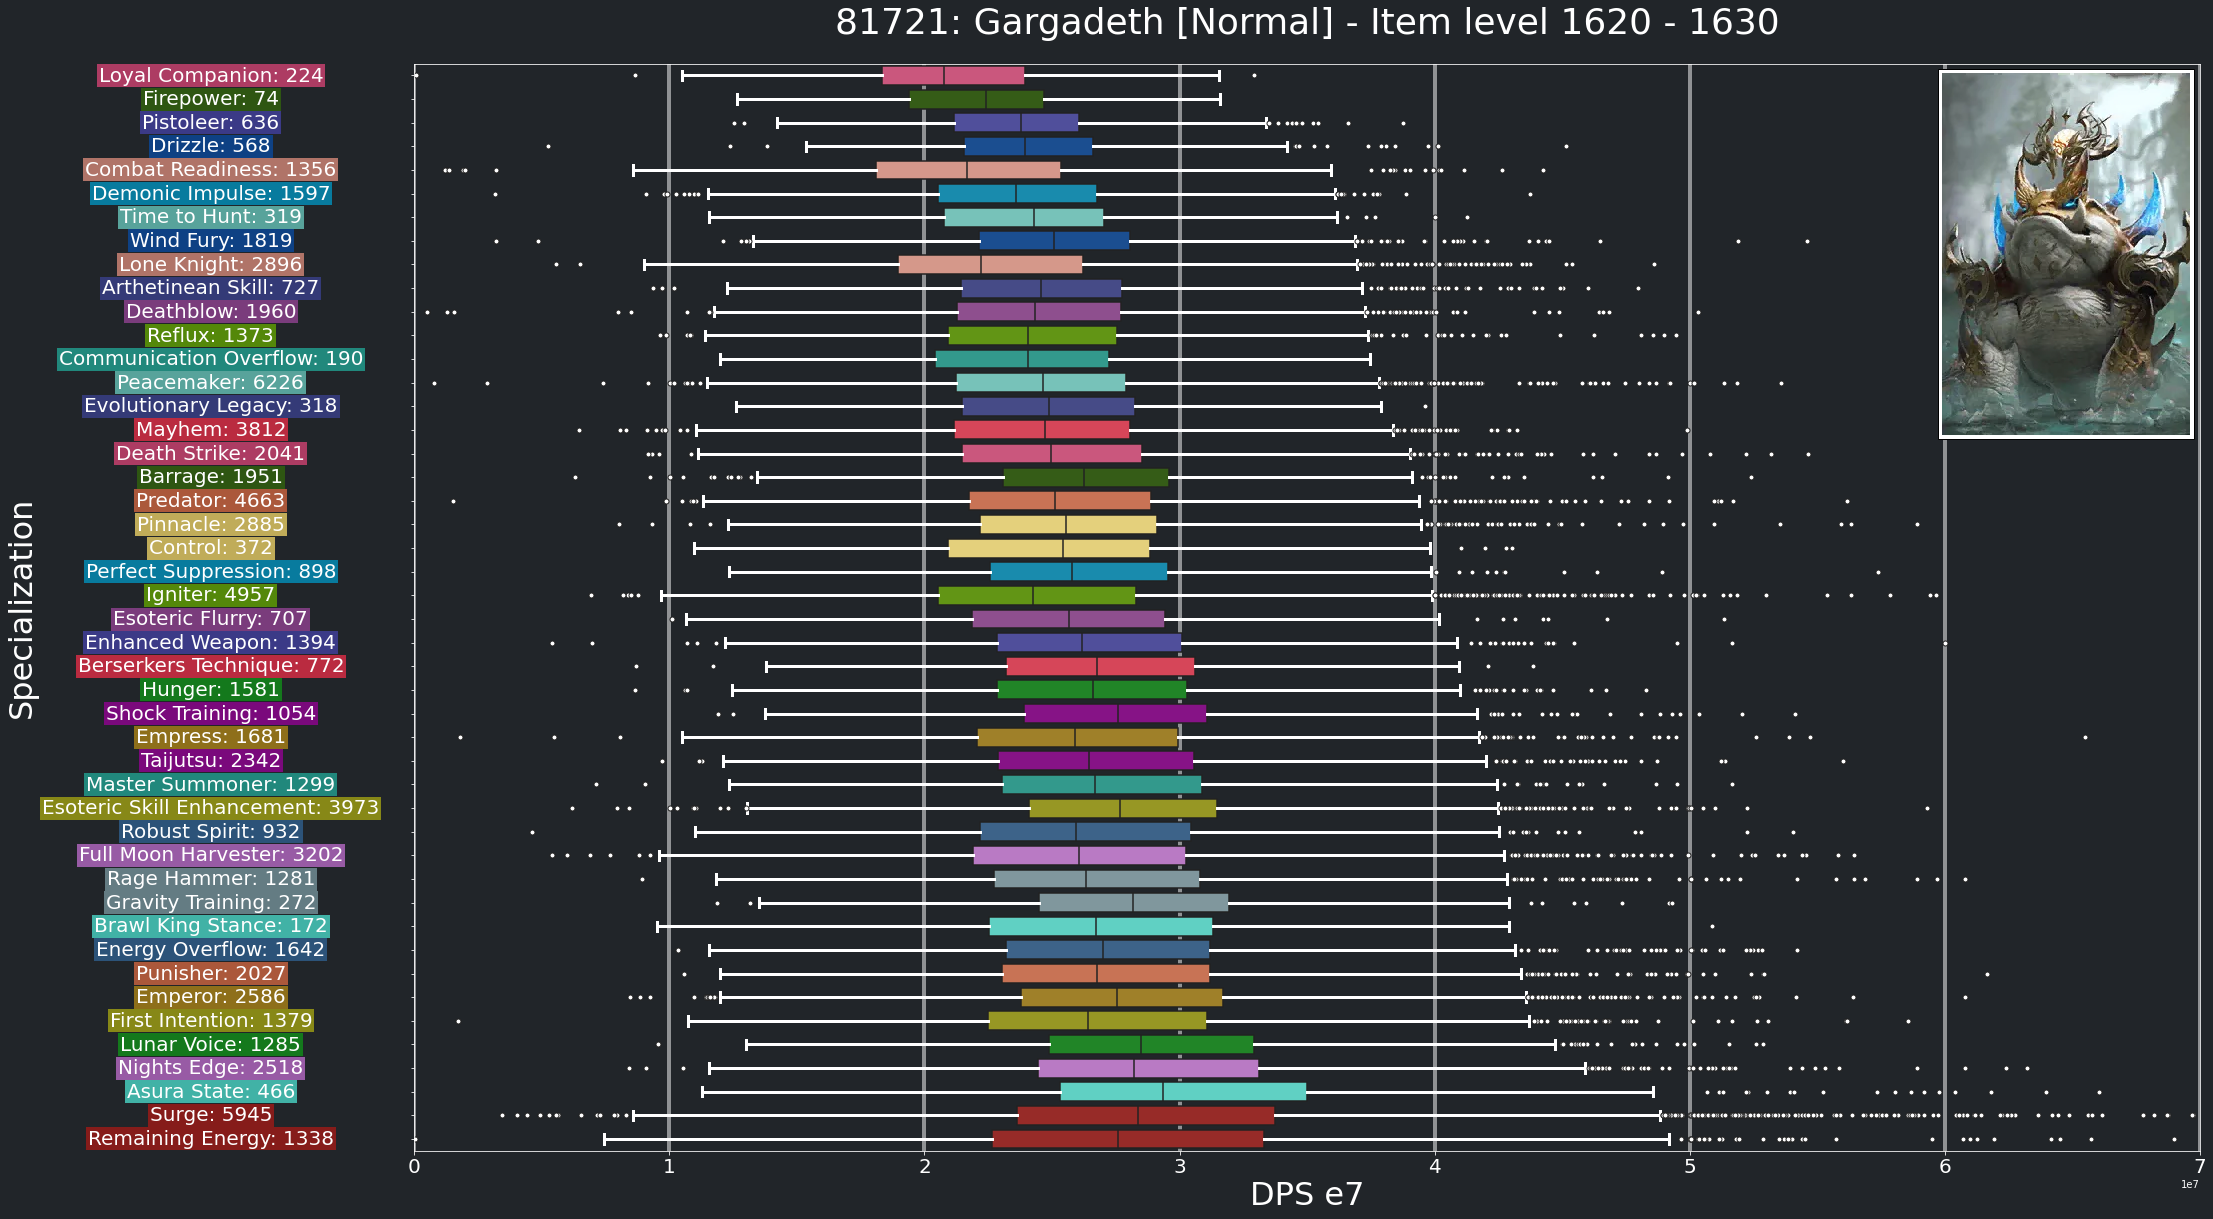 81721: Gargadeth [Normal] - Item level 1620 - 1630
Specialization
Loyal Companion: 224
Firepower: 74
Pistoleer: 636
Drizzle: 568
Combat Readiness: 1356
Demonic Impulse: 1597
Time to Hunt: 319
Wind Fury: 1819
Lone Knight: 2896
Arthetinean Skill: 727
Deathblow: 1960
Reflux: 1373
Communication Overflow: 190
Peacemaker: 6226
Evolutionary Legacy: 318
Mayhem: 3812
Death Strike: 2041
Barrage: 1951
Predator: 4663
Pinnacle: 2885
Control: 372
Perfect Suppression: 898
Igniter: 4957
Esoteric Flurry: 707
Enhanced Weapon: 1394
Berserkers Technique: 772
Hunger: 1581
Shock Training: 1054
Empress: 1681
Taijutsu: 2342
Master Summoner: 1299
Esoteric Skill Enhancement: 3973
Robust Spirit: 932
Full Moon Harvester: 3202
Rage Hammer: 1281
Gravity Training: 272
Brawl King Stance: 172
Energy Overflow: 1642
Punisher: 2027
Emperor: 2586
First Intention: 1379
Lunar Voice: 1285
Nights Edge: 2518
Asura State: 466
Surge: 5945
Remaining Energy: 1338
0 1 2 3 4 5 6 7
1e7
DPS e7